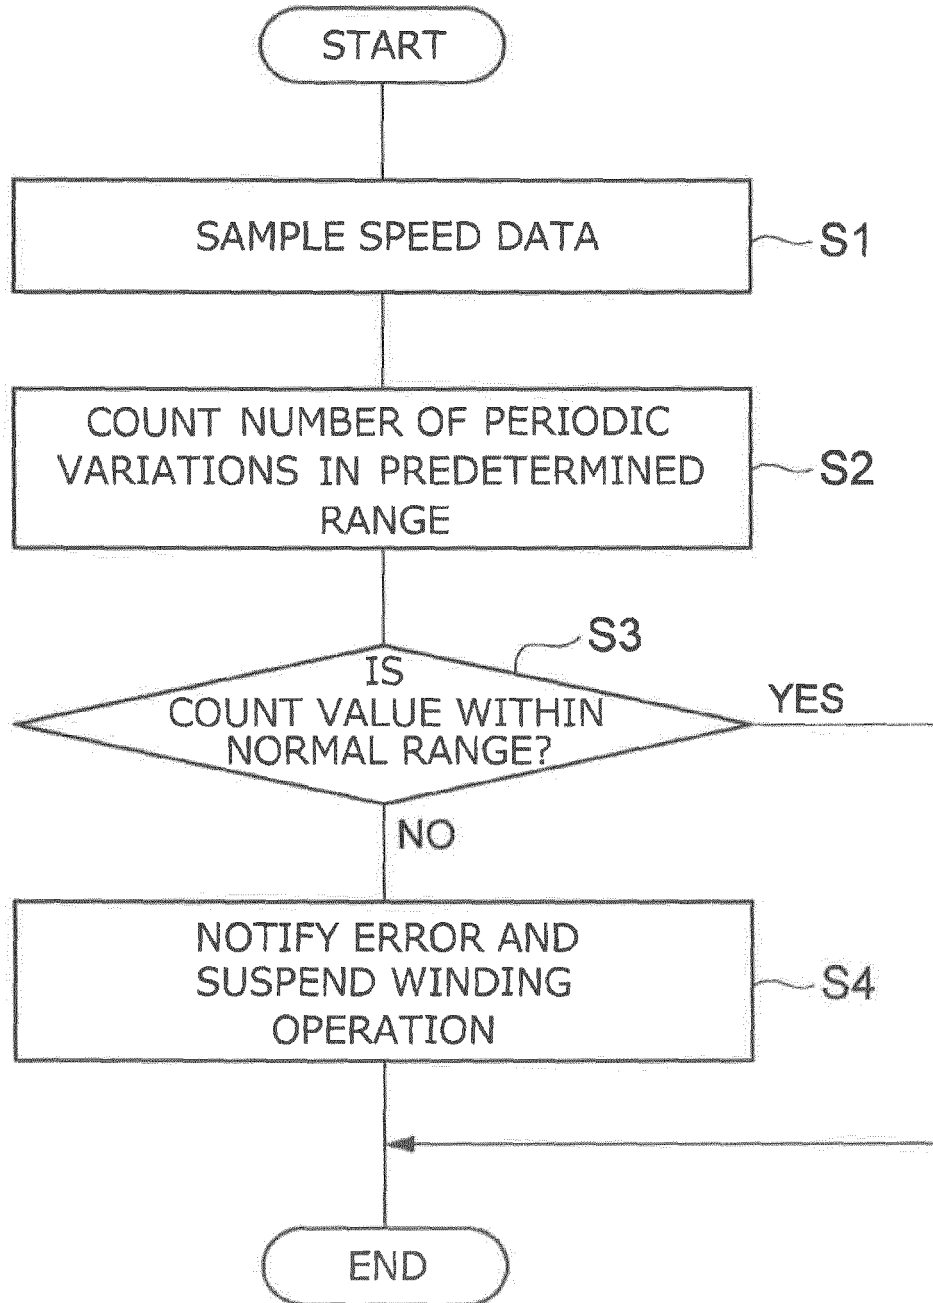 START
SAMPLE SPEED DATA
S1
COUNT NUMBER OF PERIODIC
VARIATIONS IN PREDETERMINED
RANGE
S2
S3
IS
COUNT VALUE WITHIN
NORMAL RANGE?
YES
NO
NOTIFY ERROR AND
SUSPEND WINDING
OPERATION
S4
END